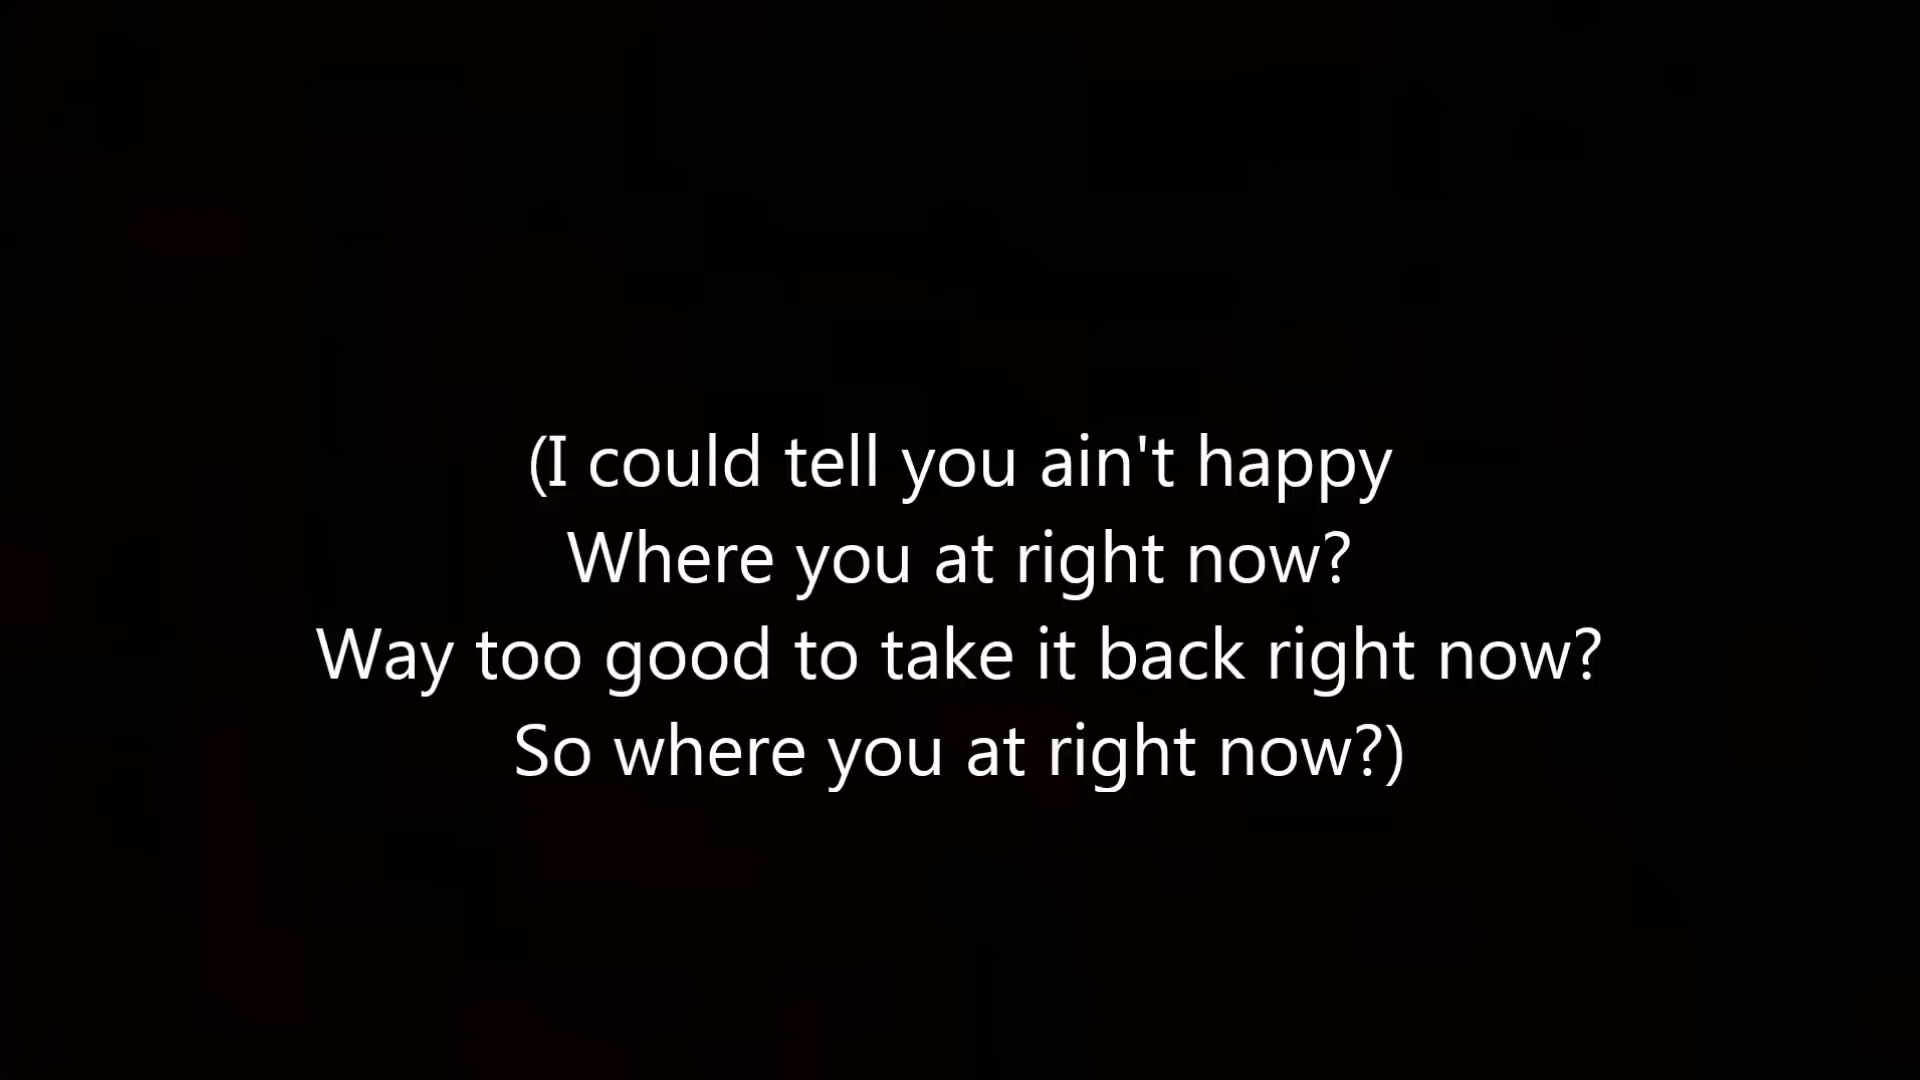 (I could tell you ain't happy
Where you at right now?
Way too good to take it back right now?
So where you at right now?)